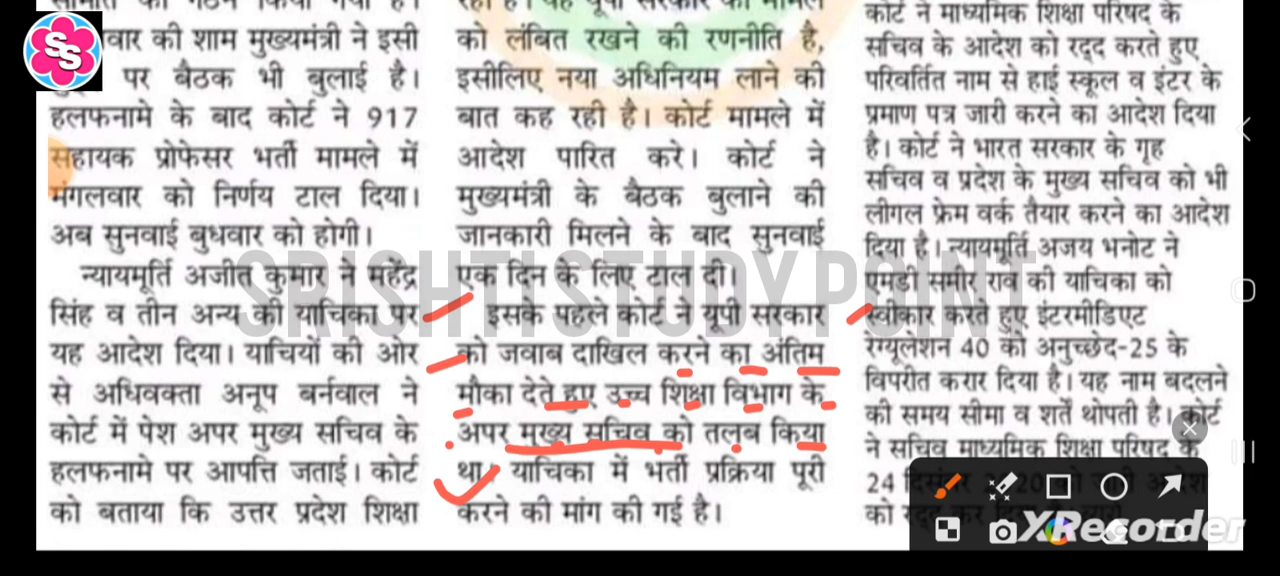 SS
वार की शाम मुख्यमंत्री ने इसी
पर बैठक भी बुलाई है।
हलफनामे के बाद कोर्ट ने 917
सहायक प्रोफेसर भर्ती मामले में
मंगलवार को निर्णय टाल दिया।
अब सुनवाई बुधवार को होगी।
न्यायमूर्ति अजीत कुमार ने महेंद्र
सिंह व तीन अन्य की याचिका पर
यह आदेश दिया। याचियों की ओर
से अधिवक्ता अनूप बर्नवाल ने
कोर्ट में पेश अपर मुख्य सचिव के
हलफनामे पर आपत्ति जताई। कोर्ट
को बताया कि उत्तर प्रदेश शिक्षा
को लंबित रखने की रणनीति है,
इसीलिए नया अधिनियम लाने की
बात कह रही है। कोर्ट मामले में
आदेश पारित करे। कोर्ट ने
मुख्यमंत्री के बैठक बुलाने की
जानकारी मिलने के बाद सुनवाई
एक दिन के लिए टाल दी।
इसके पहले कोर्ट ने यूपी सरकार
को जवाब दाखिल करने का अंतिम
मौका देते हुए उच्च शिक्षा विभाग के
अपर मुख्य सचिव को तलब किया
था। याचिका में भर्ती प्रक्रिया पूरी
करने की मांग की गई है।
कोर्ट ने माध्यमिक शिक्षा परिषद के
सचिव के आदेश को रद्द करते हुए
परिवर्तित नाम से हाई स्कूल व इंटर के
प्रमाण पत्र जारी करने का आदेश दिया
है। कोर्ट ने भारत सरकार के गृह
सचिव व प्रदेश के मुख्य सचिव को भी
लीगल फ्रेम वर्क तैयार करने का आदेश
दिया है। न्यायमूर्ति अजय भनोट ने
एमडी समीर राव की याचिका को
स्वीकार करते हुए इंटरमीडिएट
रेग्यूलेशन 40 को अनुच्छेद-25 के
विपरीत करार दिया है। यह नाम बदलने
की समय सीमा व शर्तें थोपती है। कोर्ट
ने सचिव माध्यमिक शिक्षा परिषद के
24
को
SRISHTI STUDY POINT
XRecorder